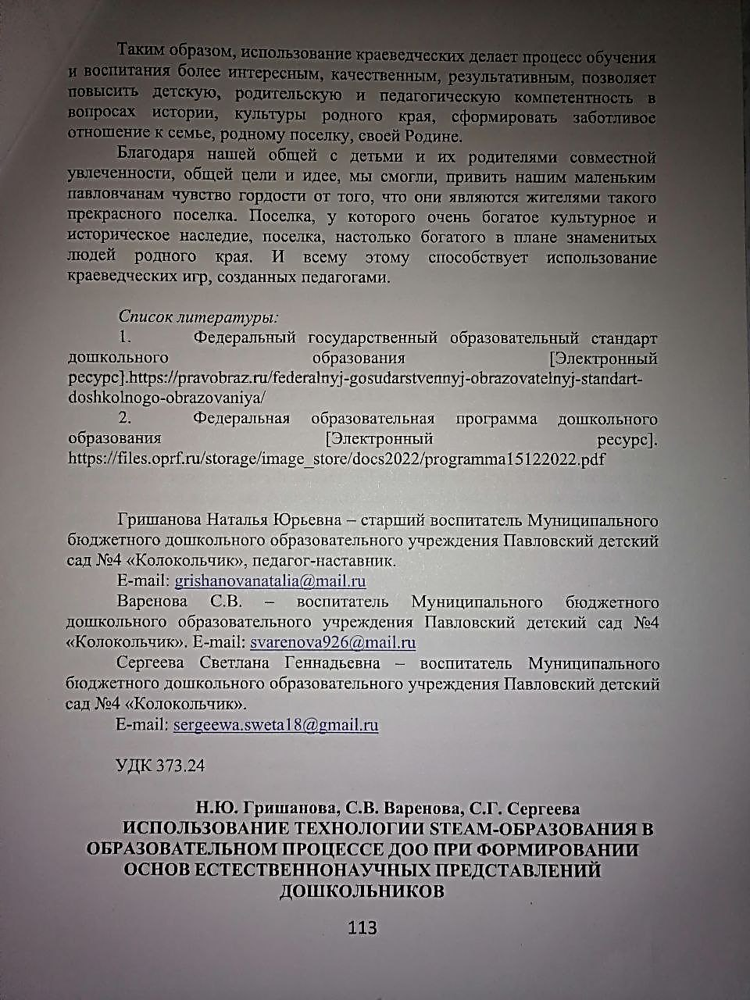 Таким образом, использование краеведческих делает процесс обучения
и воспитания более интересным, качественным, результативным, позволяет
повысить детскую, родительскую и педагогическую компетентность в
вопросах истории, культуры родного края, сформировать заботливое
отношение к семье, родному поселку, своей Родине.
Благодаря нашей общей с детьми и их родителями совместной
увлеченности, общей цели и идее, мы смогли, привить нашим маленьким
павловчанам чувство гордости от того, что они являются жителями такого
прекрасного поселка. Поселка, у которого очень богатое культурное и
историческое наследие, поселка, настолько богатого в плане знаменитых
людей родного края. И всему этому способствует использование
краеведческих игр, созданных педагогами.
Список литературы:
1. Федеральный государственный образовательный стандарт
дошкольного образования [Электронный
ресурс].https://pravobraz.ru/federalnyj-gosudarstvennyj-obrazovatelnyj-standart-
doshkolnogo-obrazovaniya/
2. Федеральная образовательная программа дошкольного
образования [Электронный ресурс].
https://files.oprf.ru/storage/image_store/docs2022/programma15122022.pdf
Гришанова Наталья Юрьевна – старший воспитатель Муниципального
бюджетного дошкольного образовательного учреждения Павловский детский
сад №4 «Колокольчик», педагог-наставник.
E-mail: grishanovanatalia@mail.ru
Варенова С.В. – воспитатель Муниципального бюджетного
дошкольного образовательного учреждения Павловский детский сад №4
«Колокольчик». E-mail: svarenova926@mail.ru
Сергеева Светлана Геннадьевна – воспитатель Муниципального
бюджетного дошкольного образовательного учреждения Павловский детский
сад №4 «Колокольчик».
E-mail: sergeewa.sweta18@gmail.ru
УДК 373.24
Н.Ю. Гришанова, С.В. Варенова, С.Г. Сергеева
ИСПОЛЬЗОВАНИЕ ТЕХНОЛОГИИ STEAM-ОБРАЗОВАНИЯ В
ОБРАЗОВАТЕЛЬНОМ ПРОЦЕССЕ ДОО ПРИ ФОРМИРОВАНИИ
ОСНОВ ЕСТЕСТВЕННОНАУЧНЫХ ПРЕДСТАВЛЕНИЙ
ДОШКОЛЬНИКОВ
113